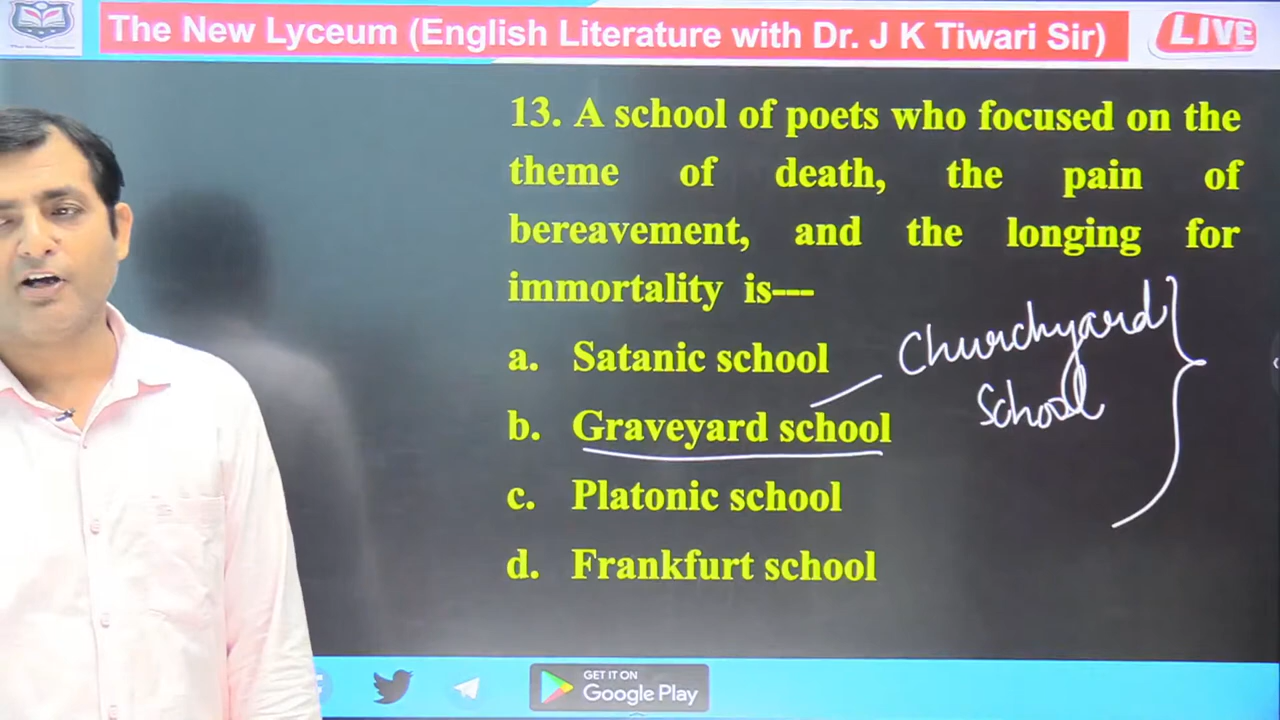 The New Lyceum (English Literature with Dr. J K Tiwari Sir)
LIVE
13. A school of poets who focused on the
theme of death, the pain of
bereavement, and the longing for
immortality is---
a. Satanic school
Churchyard
School
b. Graveyard school
c. Platonic school
d. Frankfurt school
GET IT ON
Google Play